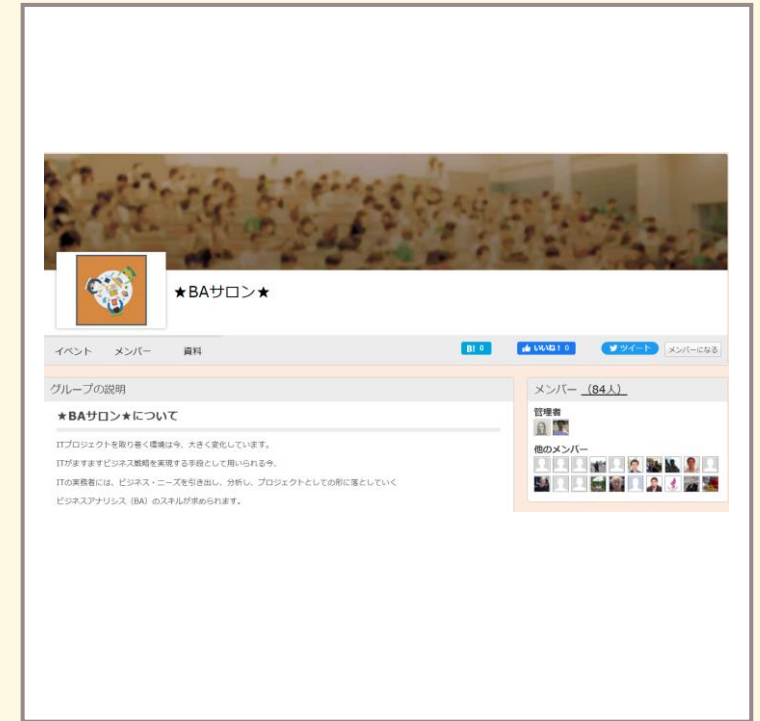 ★BAサロン★
イベント メンバー 資料
B! 0 いいね！ 0 ツイート メンバーになる
グループの説明
★BAサロン★について
ITプロジェクトを取り巻く環境は今、大きく変化しています。
ITがますますビジネス戦略を実現する手段として用いられる今、
ITの実務者には、ビジネス・ニーズを引き出し、分析し、プロジェクトとしての形に落としていく
ビジネスアナリシス（BA）のスキルが求められます。
メンバー （84人）
管理者
他のメンバー